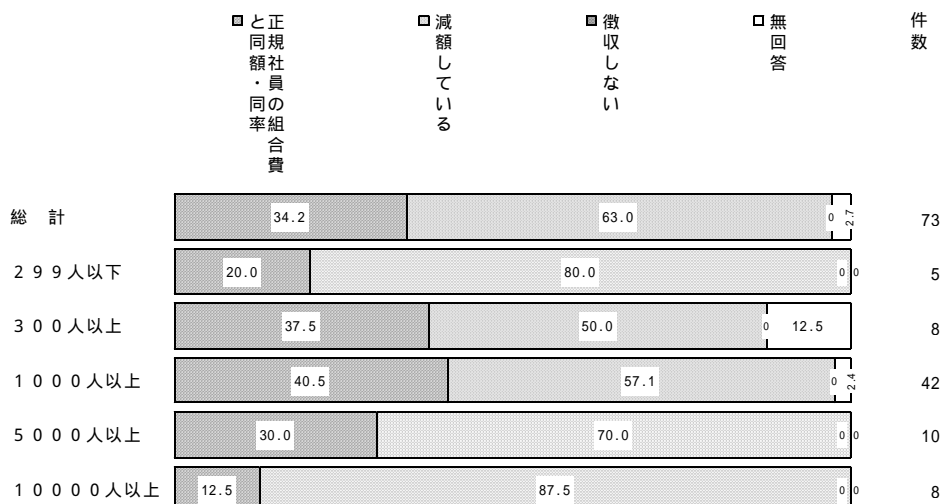 正規社員の組合費
と同額・同率
減額している
徴収しない
無回答
件数
総 計 34.2 63.0 0 2.7 73
299人以下 20.0 80.0 0 0 5
300人以上 37.5 50.0 0 12.5 8
1000人以上 40.5 57.1 0 2.4 42
5000人以上 30.0 70.0 0 0 10
10000人以上 12.5 87.5 0 0 8